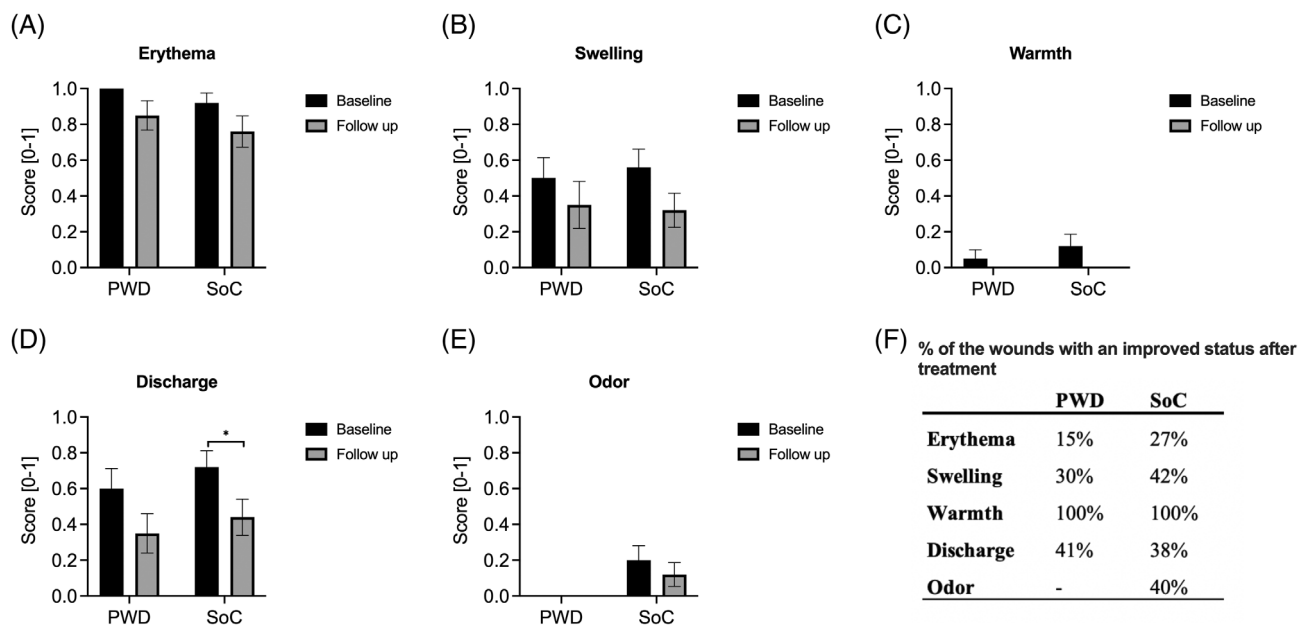 (A)
Erythema
1.0
0.8
0.6
0.4
0.2
0.0
Score [0-1]
PWD SoC
Baseline
Follow up
(B)
Swelling
1.0
0.8
0.6
0.4
0.2
0.0
Score [0-1]
PWD SoC
Baseline
Follow up
(C)
Warmth
1.0
0.8
0.6
0.4
0.2
0.0
Score [0-1]
PWD SoC
Baseline
Follow up
(D)
Discharge
1.0
0.8
0.6
0.4
0.2
0.0
Score [0-1]
*
PWD SoC
Baseline
Follow up
(E)
Odor
1.0
0.8
0.6
0.4
0.2
0.0
Score [0-1]
PWD SoC
Baseline
Follow up
(F)
% of the wounds with an improved status after
treatment
PWD SoC
Erythema 15% 27%
Swelling 30% 42%
Warmth 100% 100%
Discharge 41% 38%
Odor - 40%